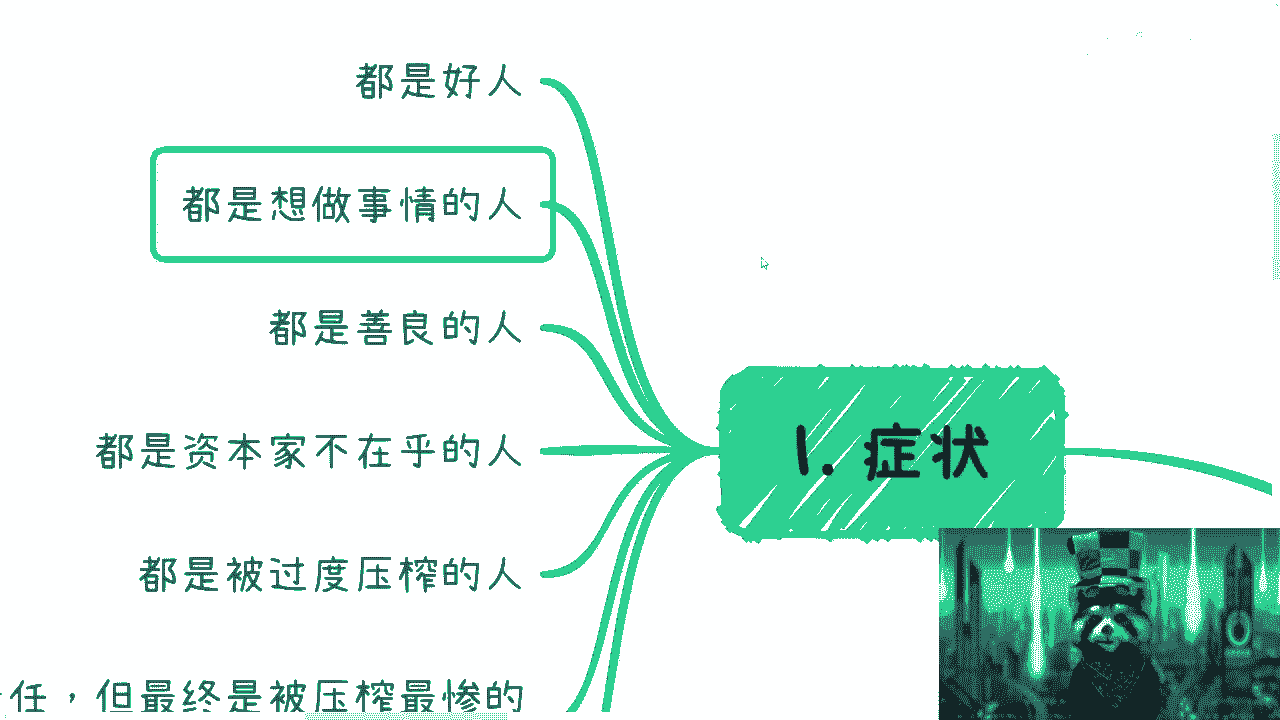 都是好人
都是想做事情的人
都是善良的人
都是资本家不在乎的人
1. 症状
都是被过度压榨的人
任，但最终是被压榨最惨的